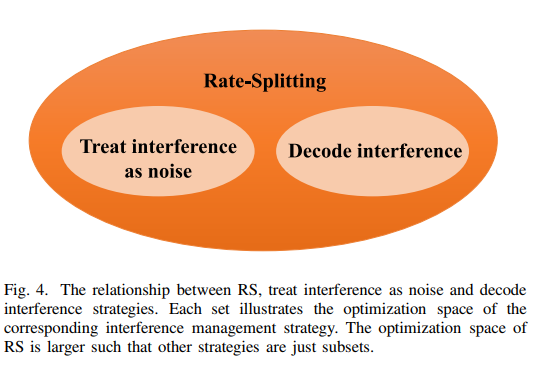 Rate-Splitting
Treat interference
as noise
Decode interference
Fig. 4. The relationship between RS, treat interference as noise and decode
interference strategies. Each set illustrates the optimization space of the
corresponding interference management strategy. The optimization space of
RS is larger such that other strategies are just subsets.